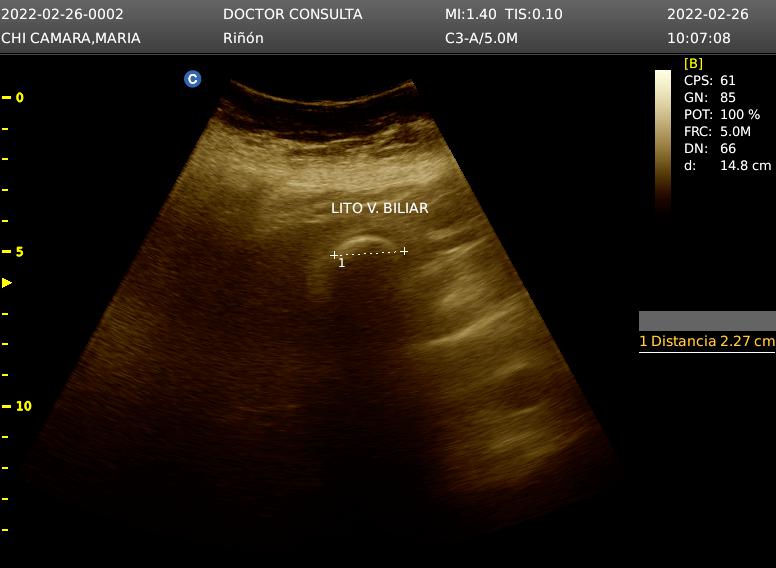 2022-02-26-0002 DOCTOR CONSULTA MI:1.40 TIS:0.10 2022-02-26
CHI CAMARA,MARIA Riñón C3-A/5.0M 10:07:08
C
[B]
CPS: 61
GN: 85
POT: 100 %
FRC: 5.0M
DN: 66
d: 14.8 cm
0
LITO V. BILIAR
5
1
1 Distancia 2.27 cm
10